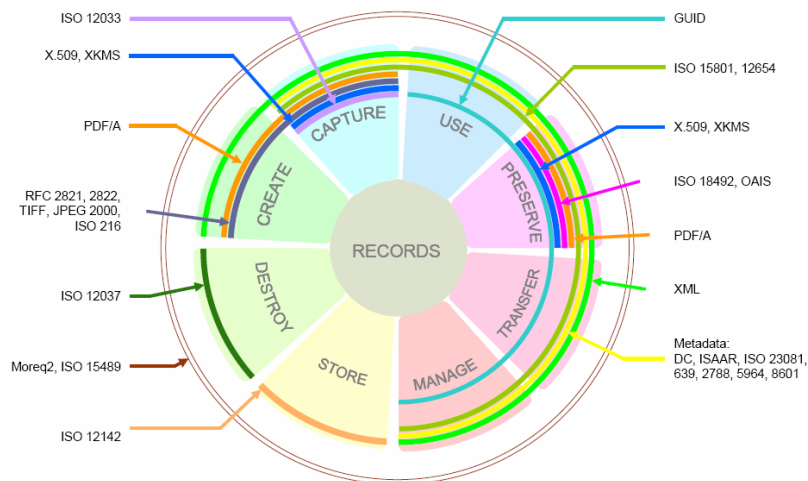 ISO 12033
X.509, XKMS
PDF/A
RFC 2821, 2822,
TIFF, JPEG 2000,
ISO 216
ISO 12037
Moreq2, ISO 15489
ISO 12142
CAPTURE
USE
CREATE
PRESERVE
RECORDS
DESTROY
TRANSFER
STORE
MANAGE
GUID
ISO 15801, 12654
X.509, XKMS
ISO 18492, OAIS
PDF/A
XML
Metadata:
DC, ISAAR, ISO 23081,
639, 2788, 5964, 8601